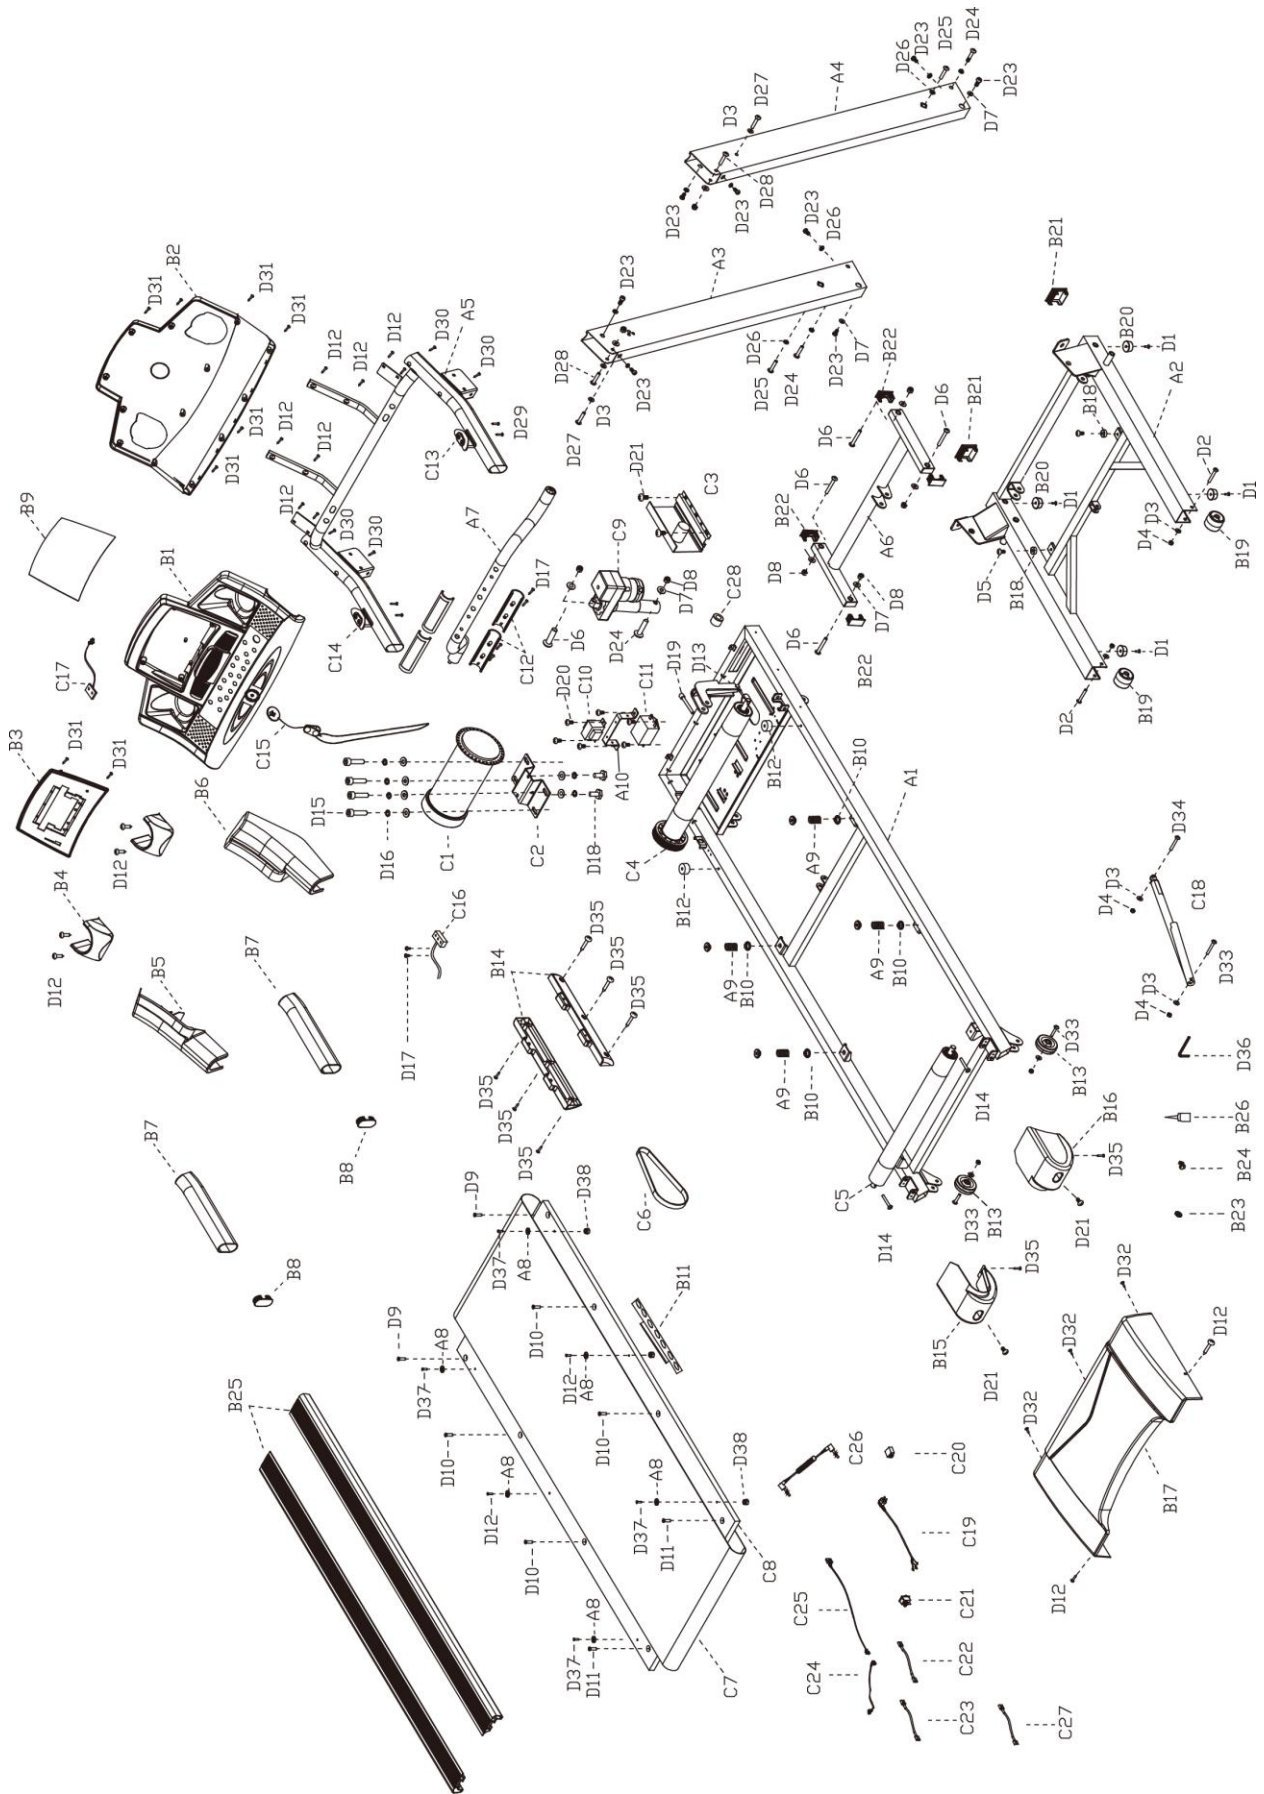 B3
B9
D12
B4
C17
D31
D12
D31
B7
B5
B1
D31
B2
B6
D31
B25
D31
D31
B7
C15
D31
B8
D12
D12
D15
D12
C14
D12
D12
D30
B8
D30
D9
D16
D12
D17
D37
A8
C1
C13
D30
D10
C16
A7
A5
D9
D35
D30
D12
A8
D37
D35
B14
D29
D35
A8
C12
D10
D10
C2
D17
D20
D28
D12
D37
D6
D27
A8
D38
C10
D18
D11
A8
D35
D3
D10
D35
C9
A10
D24
D23
D37
D35
C4
D21
C6
D23
A8
D11
C11
D7
D19
D23
B11
B12
D8
D13
C3
A3
C7
D38
A9
C28
D3
B10
D23
D26
D27
C8
B12
D25
D28
D8
B22
A9
D24
C25
B10
D6
D6
D23
C24
A9
D6
D26
D23
A4
C5
C26
B22
D7
B10
D14
A9
D7
A6
B22
B10
D8
D26
A1
D23
B15
D6
D25
C20
C19
C21
C22
C23
D33
B21
D24
D14
D5
D21
D7
B13
D23
B18
D32
D35
B20
D12
D33
D1
C27
D32
B13
D21
B18
B21
D4
D3
B16
D35
D2
D4
D3
B20
B19
D32
D1
D1
B17
D34
C18
A2
D33
D4
D3
D2
D12
D36
B26
B24
B23
B19
D1